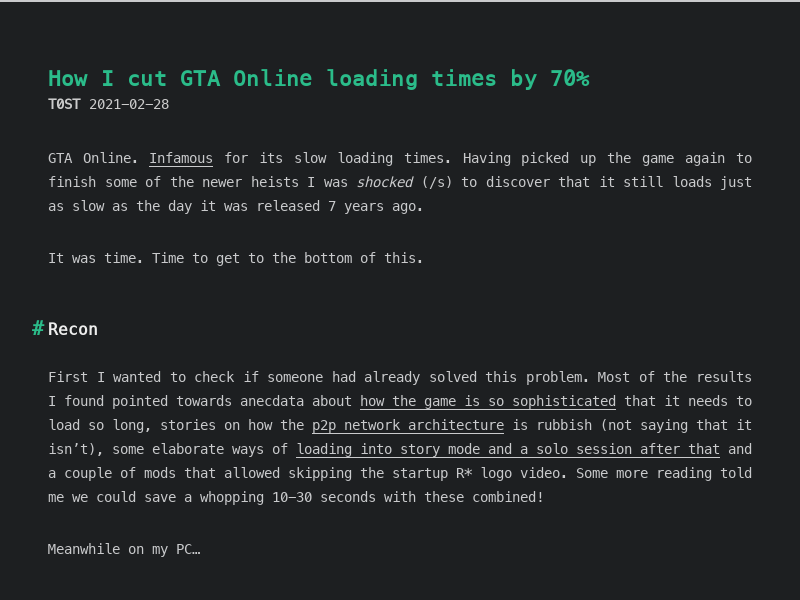 How I cut GTA Online loading times by 70%
T0ST 2021-02-28
GTA Online. Infamous for its slow loading times. Having picked up the game again to
finish some of the newer heists I was shocked (/s) to discover that it still loads just
as slow as the day it was released 7 years ago.
It was time. Time to get to the bottom of this.
# Recon
First I wanted to check if someone had already solved this problem. Most of the results
I found pointed towards anecdata about how the game is so sophisticated that it needs to
load so long, stories on how the p2p network architecture is rubbish (not saying that it
isn’t), some elaborate ways of loading into story mode and a solo session after that and
a couple of mods that allowed skipping the startup R* logo video. Some more reading told
me we could save a whopping 10–30 seconds with these combined!
Meanwhile on my PC…